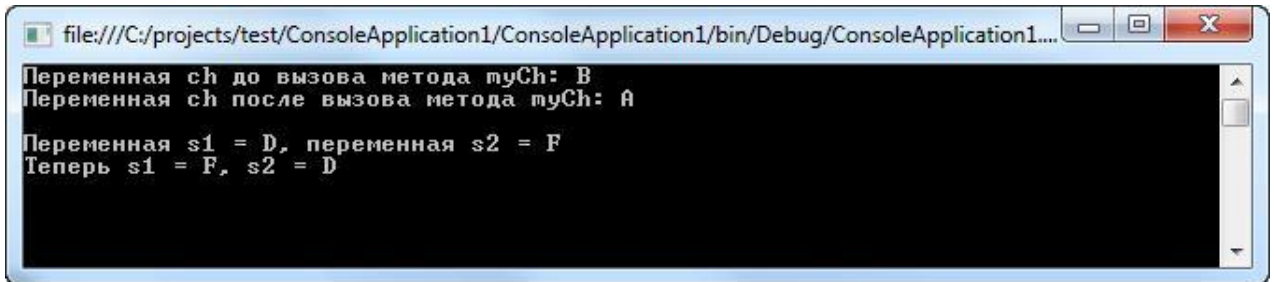 file:///C:/projects/test/ConsoleApplication1/ConsoleApplication1/bin/Debug/ConsoleApplication1....
Переменная ch до вызова метода myCh: B
Переменная ch после вызова метода myCh: A
Переменная s1 = D, переменная s2 = F
Теперь s1 = F, s2 = D